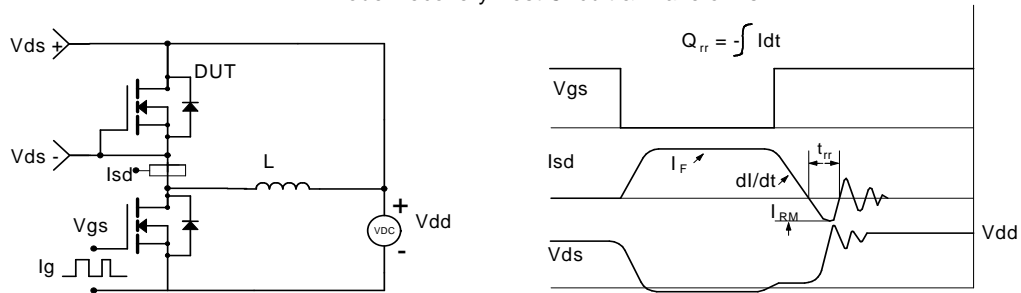 Vds +
DUT
Vds -
Isd
L
Vgs
+
VDC
Vdd
-
Ig
Q rr = - ∫ Idt
Vgs
Isd
I F
dI/dt
t rr
I RM
Vdd
Vds